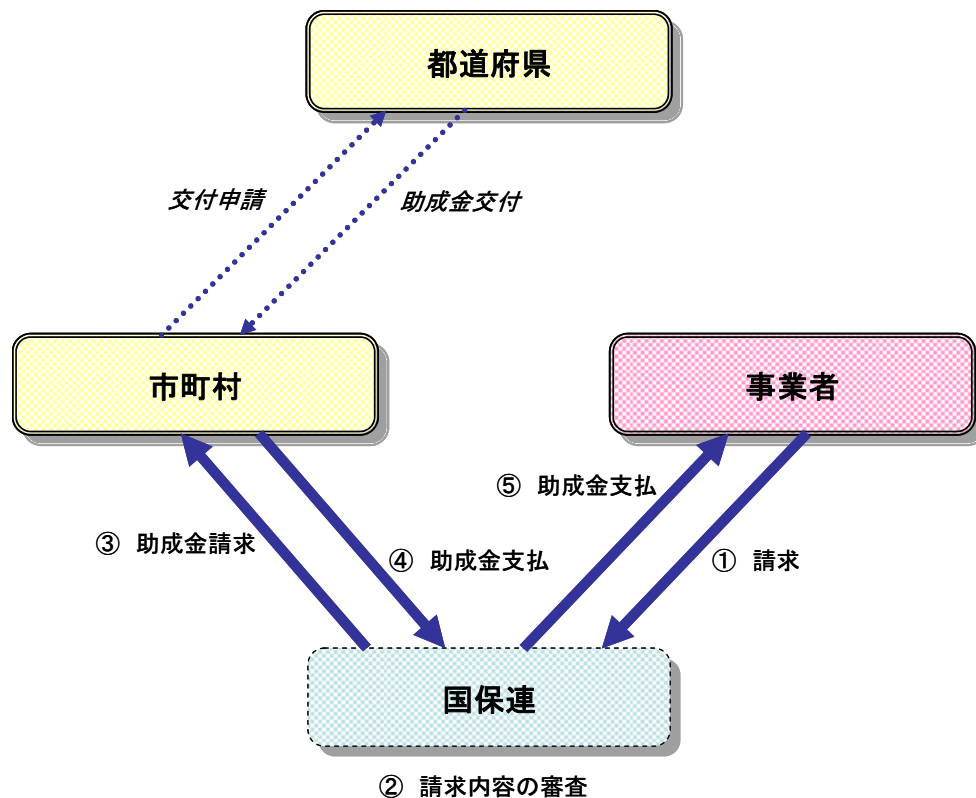 都道府県
交付申請
助成金交付
市町村
事業者
⑤ 助成金支払
③ 助成金請求
④ 助成金支払
① 請求
国保連
② 請求内容の審査